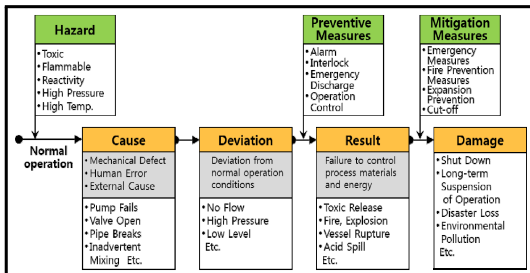 Hazard
• Toxic
• Flammable
• Reactivity
• High Pressure
• High Temp.
Preventive
Measures
• Alarm
• Interlock
• Emergency
Discharge
• Operation
Control
Mitigation
Measures
• Emergency
Measures
• Fire Prevention
Measures
• Expansion
Prevention
• Cut-off
Normal
operation
Cause
• Mechanical Defect
• Human Error
• External Cause
• Pump Fails
• Valve Open
• Pipe Breaks
• Inadvertent
Mixing Etc.
Deviation
Deviation from
normal operation
conditions
• No Flow
• High Pressure
• Low Level
Etc.
Result
Failure to control
process materials
and energy
• Toxic Release
• Fire, Explosion
• Vessel Rupture
• Acid Spill
Etc.
Damage
• Shut Down
• Long-term
Suspension
of Operation
• Disaster Loss
• Environmental
Pollution
Etc.